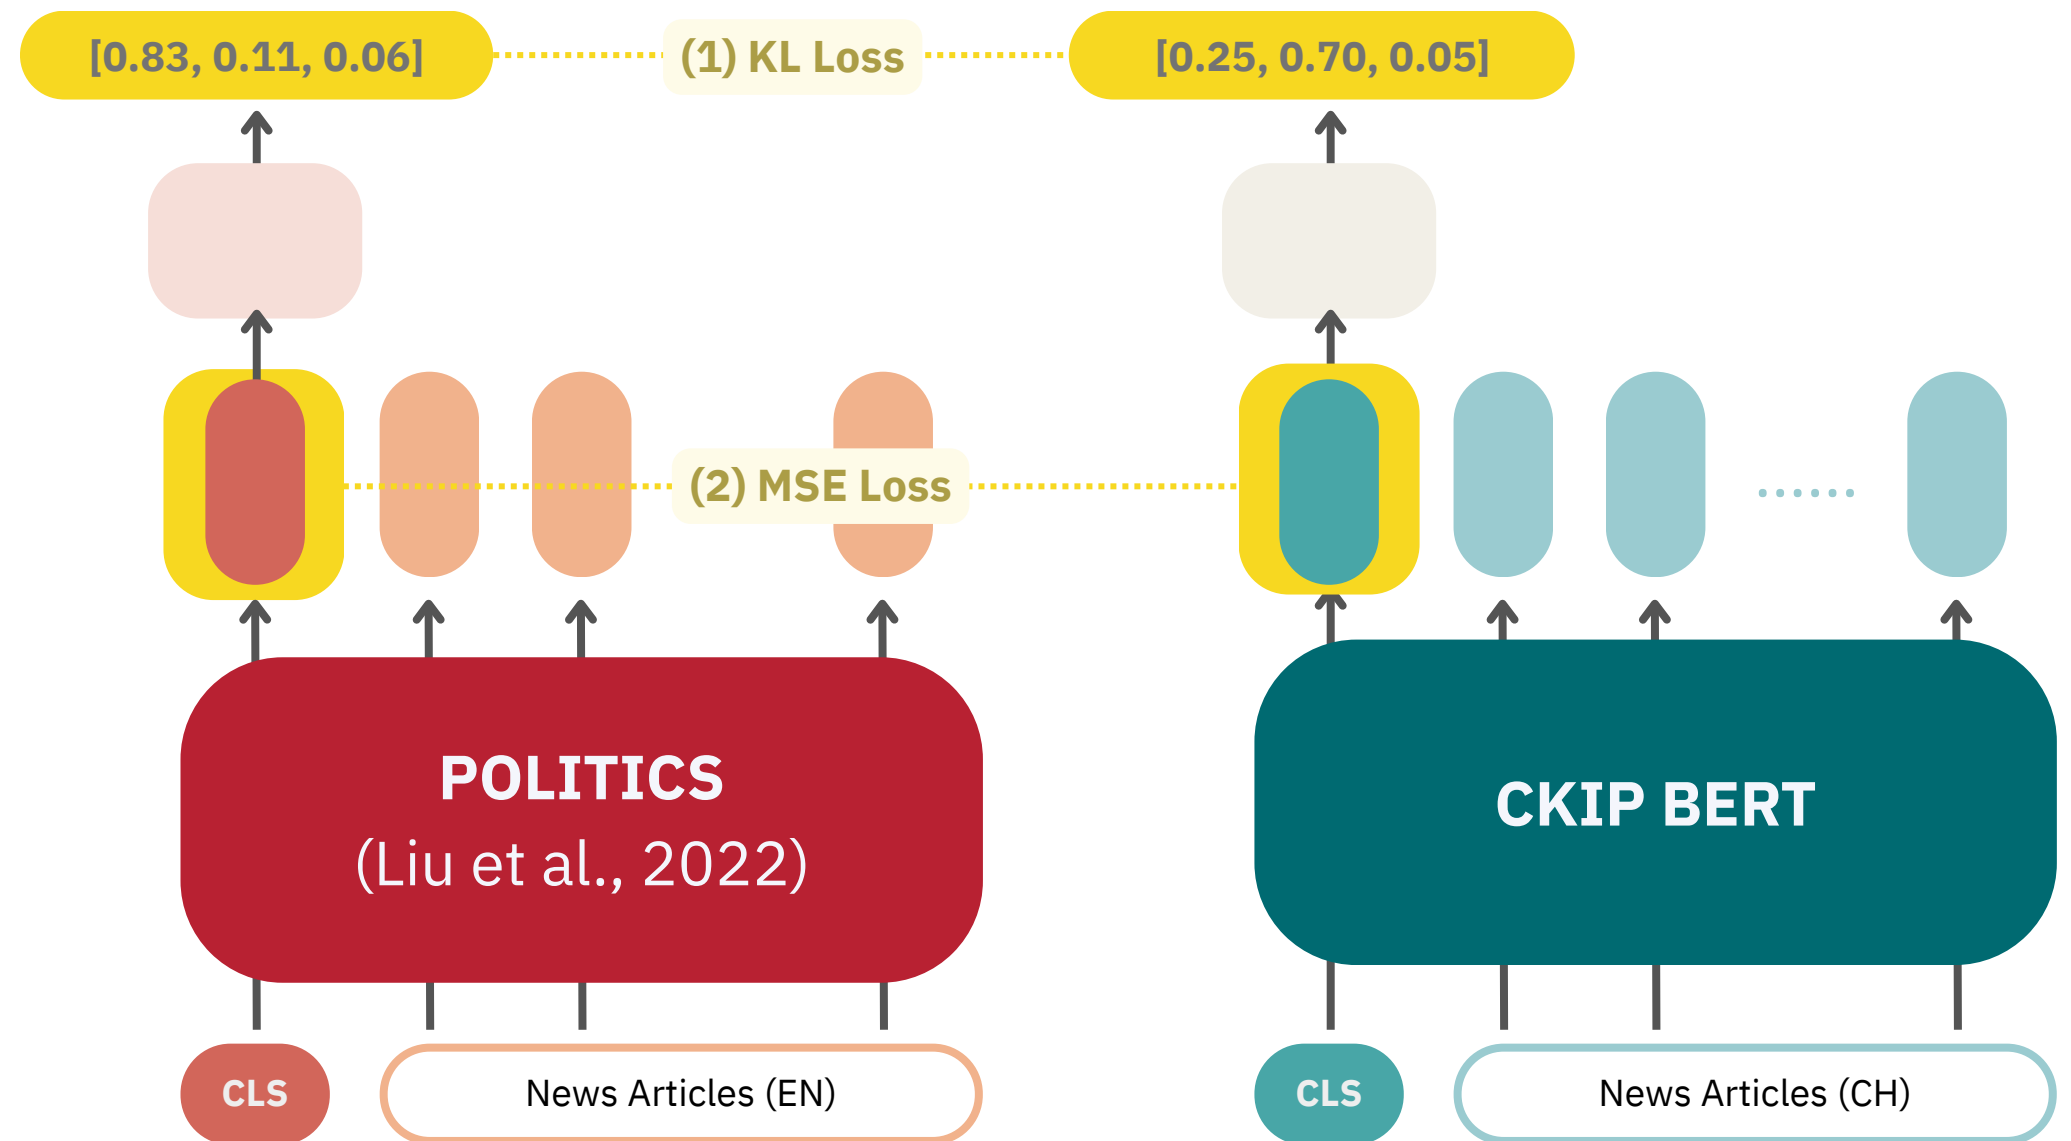 [0.83, 0.11, 0.06]
(1) KL Loss
[0.25, 0.70, 0.05]
(2) MSE Loss
POLITICS
(Liu et al., 2022)
CKIP BERT
CLS
News Articles (EN)
CLS
News Articles (CH)